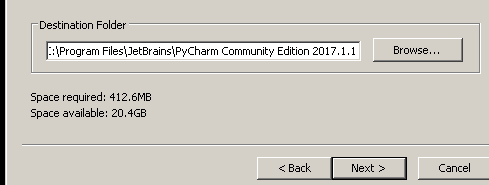 Destination Folder
:\Program Files\JetBrains\PyCharm Community Edition 2017.1.1
Browse...
Space required: 412.6MB
Space available: 20.4GB
< Back
Next >
Cancel